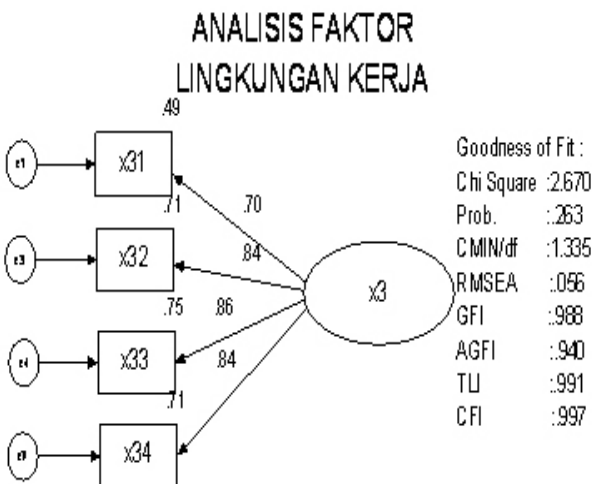 ANALISIS FAKTOR
LINGKUNGAN KERJA
.49
x31
.71
.70
x32
.84
.75
.86
x33
.84
.71
x34
x3
Goodness of Fit :
Chi Square :2.670
Prob. :.263
CMIN/df :1.335
RMSEA :.056
GFI :.988
AGFI :.940
TLI :.991
CFI :.997